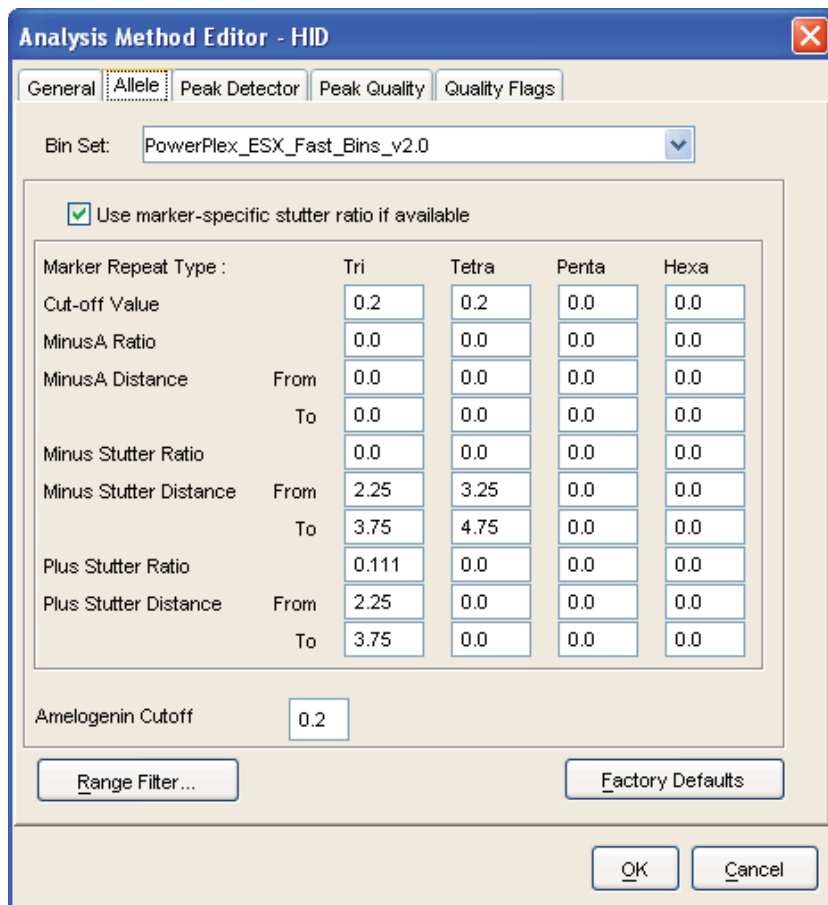 Analysis Method Editor - HID
General Allele Peak Detector Peak Quality Quality Flags
Bin Set: PowerPlex_ESX_Fast_Bins_v2.0
Use marker-specific stutter ratio if available
Marker Repeat Type : Tri Tetra Penta Hexa
Cut-off Value 0.2 0.2 0.0 0.0
MinusA Ratio 0.0 0.0 0.0 0.0
MinusA Distance From 0.0 0.0 0.0 0.0
To 0.0 0.0 0.0 0.0
Minus Stutter Ratio 0.0 0.0 0.0 0.0
Minus Stutter Distance From 2.25 3.25 0.0 0.0
To 3.75 4.75 0.0 0.0
Plus Stutter Ratio 0.111 0.0 0.0 0.0
Plus Stutter Distance From 2.25 0.0 0.0 0.0
To 3.75 0.0 0.0 0.0
Amelogenin Cutoff 0.2
Range Filter... Factory Defaults
OK Cancel